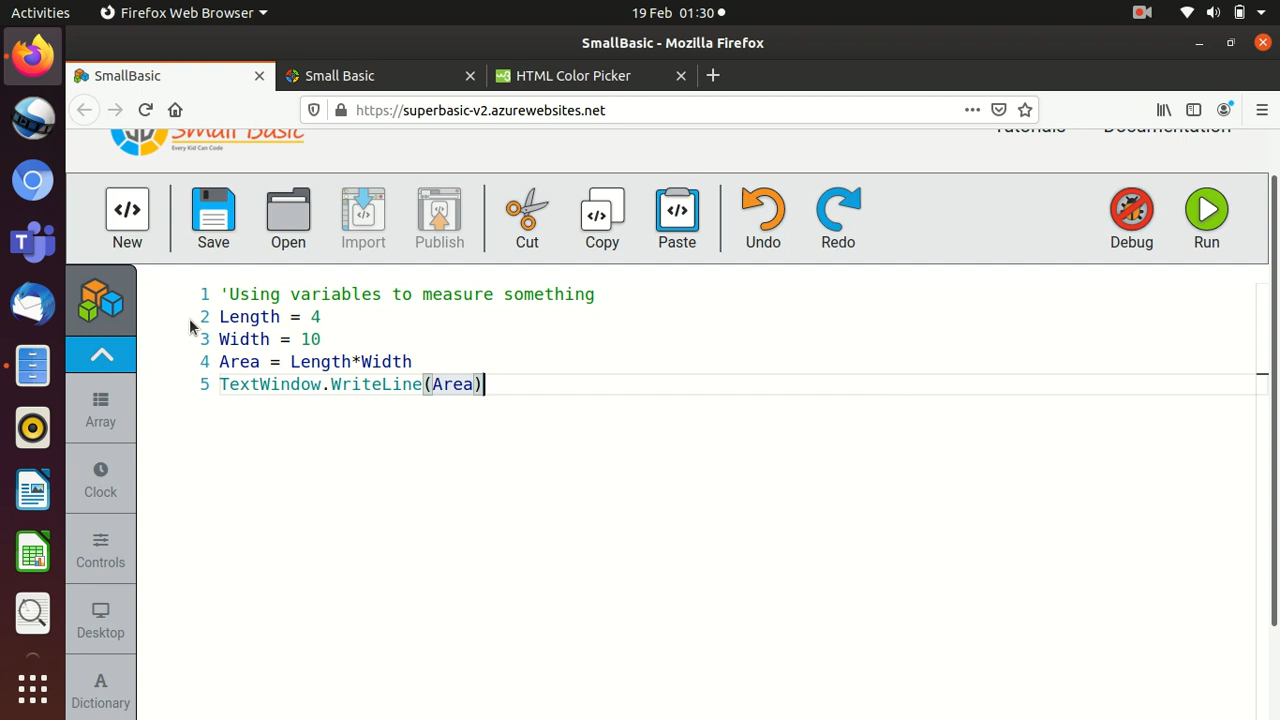 Activities
Firefox Web Browser
19 Feb 01:30
SmallBasic - Mozilla Firefox
SmallBasic
Small Basic
HTML Color Picker
https://superbasic-v2.azurewebsites.net
Small Basic
Every Kid Can Code
Tutorials
Documentation
New
Save
Open
Import
Publish
Cut
Copy
Paste
Undo
Redo
Debug
Run
1 'Using variables to measure something
2 Length = 4
3 Width = 10
4 Area = Length*Width
5 TextWindow.WriteLine(Area)
Array
Clock
Controls
Desktop
Dictionary